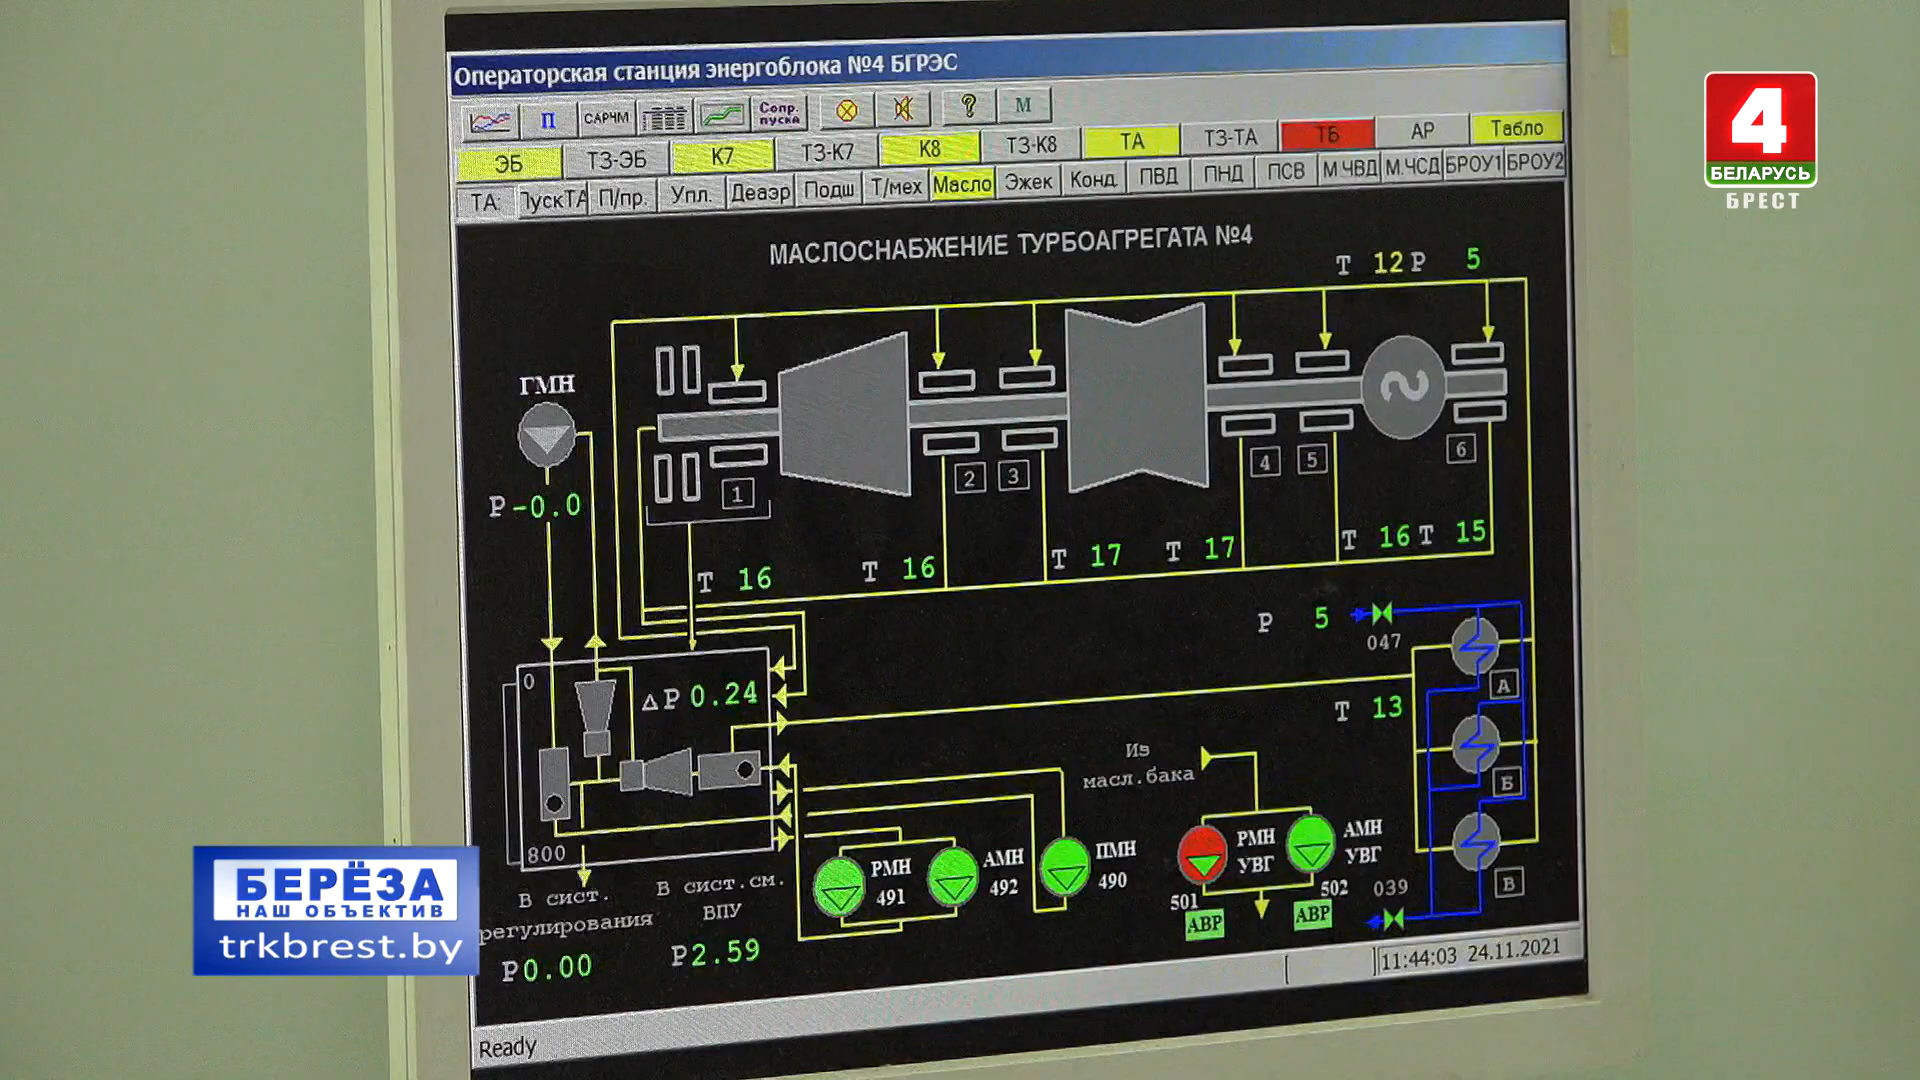 Операторская станция энергоблока №4 БГРЭС
П САРЧМ Сопр. пуска ? М
ЭБ ТЗ-ЭБ К7 ТЗ-К7 К8 ТЗ-К8 ТА ТЗ-ТА ТБ АР Табло
ТА ПускТА П/пр. Упл. Деаэр Подш Т/мех Масло Эжек Конд ПВД ПНД ПСВ М ЧВД М.ЧСД БРОУ1 БРОУ2
МАСЛОСНАБЖЕНИЕ ТУРБОАГРЕГАТА №4
Т 12 Р 5
ГМН
Р -0.0
1 2 3 4 5 6
Т 16 Т 16 Т 17 Т 17 Т 16 Т 15
Р 5
047
0
ΔР 0.24
Т 13
А
Б
В
Из
масл.бака
800
РМН
491
АМН
492
ПМН
490
РМН
УВГ
501
АВР
АМН
УВГ
502
АВР
039
В сист.
регулирования
Р 0.00
В сист.см.
ВПУ
Р 2.59
11:44:03 24.11.2021
Ready
4
БЕЛАРУСЬ
БРЕСТ
БЕРЁЗА
НАШ ОБЪЕКТИВ
trkbrest.by